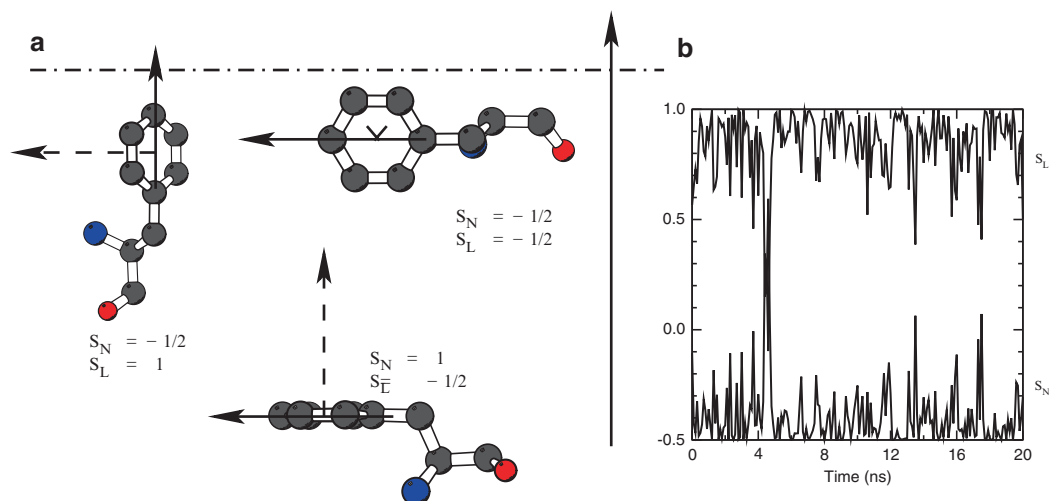 a
S_N = - 1/2
S_L = 1
S_N = - 1/2
S_L = - 1/2
S_N = 1
S_L̅ - 1/2
b
1.0
0.5
0.0
-0.5
0 4 8 12 16 20
Time (ns)
S_L
S_N